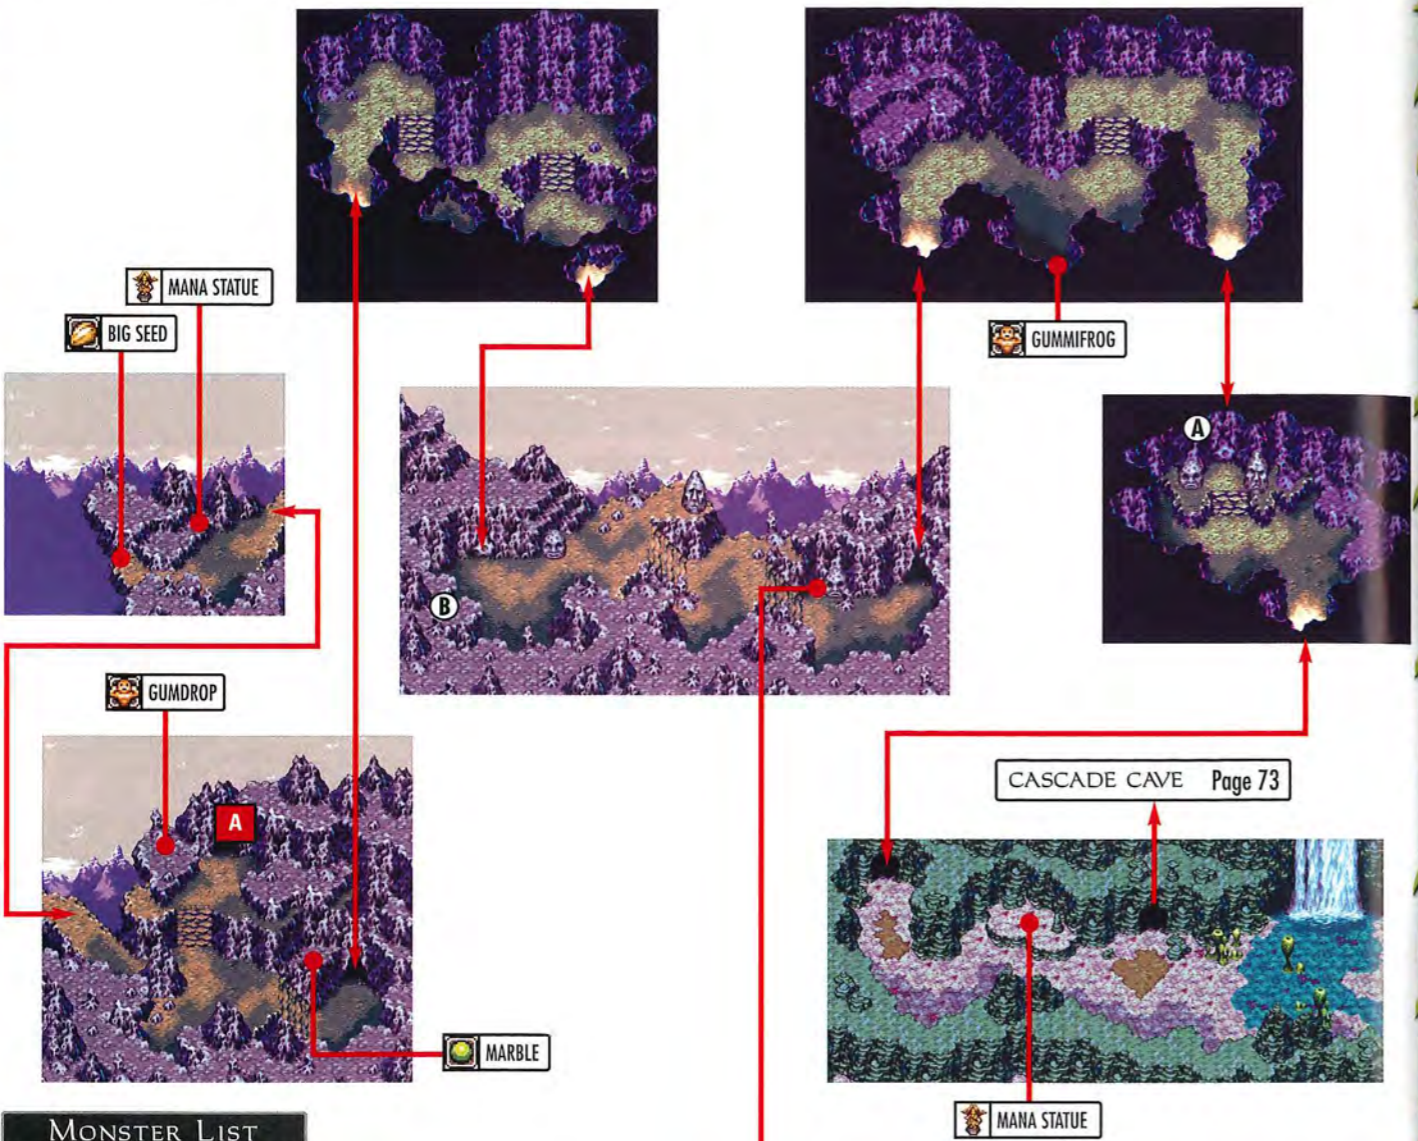 MANA STATUE
BIG SEED
GUMMIFROG
A
B
GUMDROP
A
CASCADE CAVE Page 73
MARBLE
MANA STATUE
MONSTER LIST